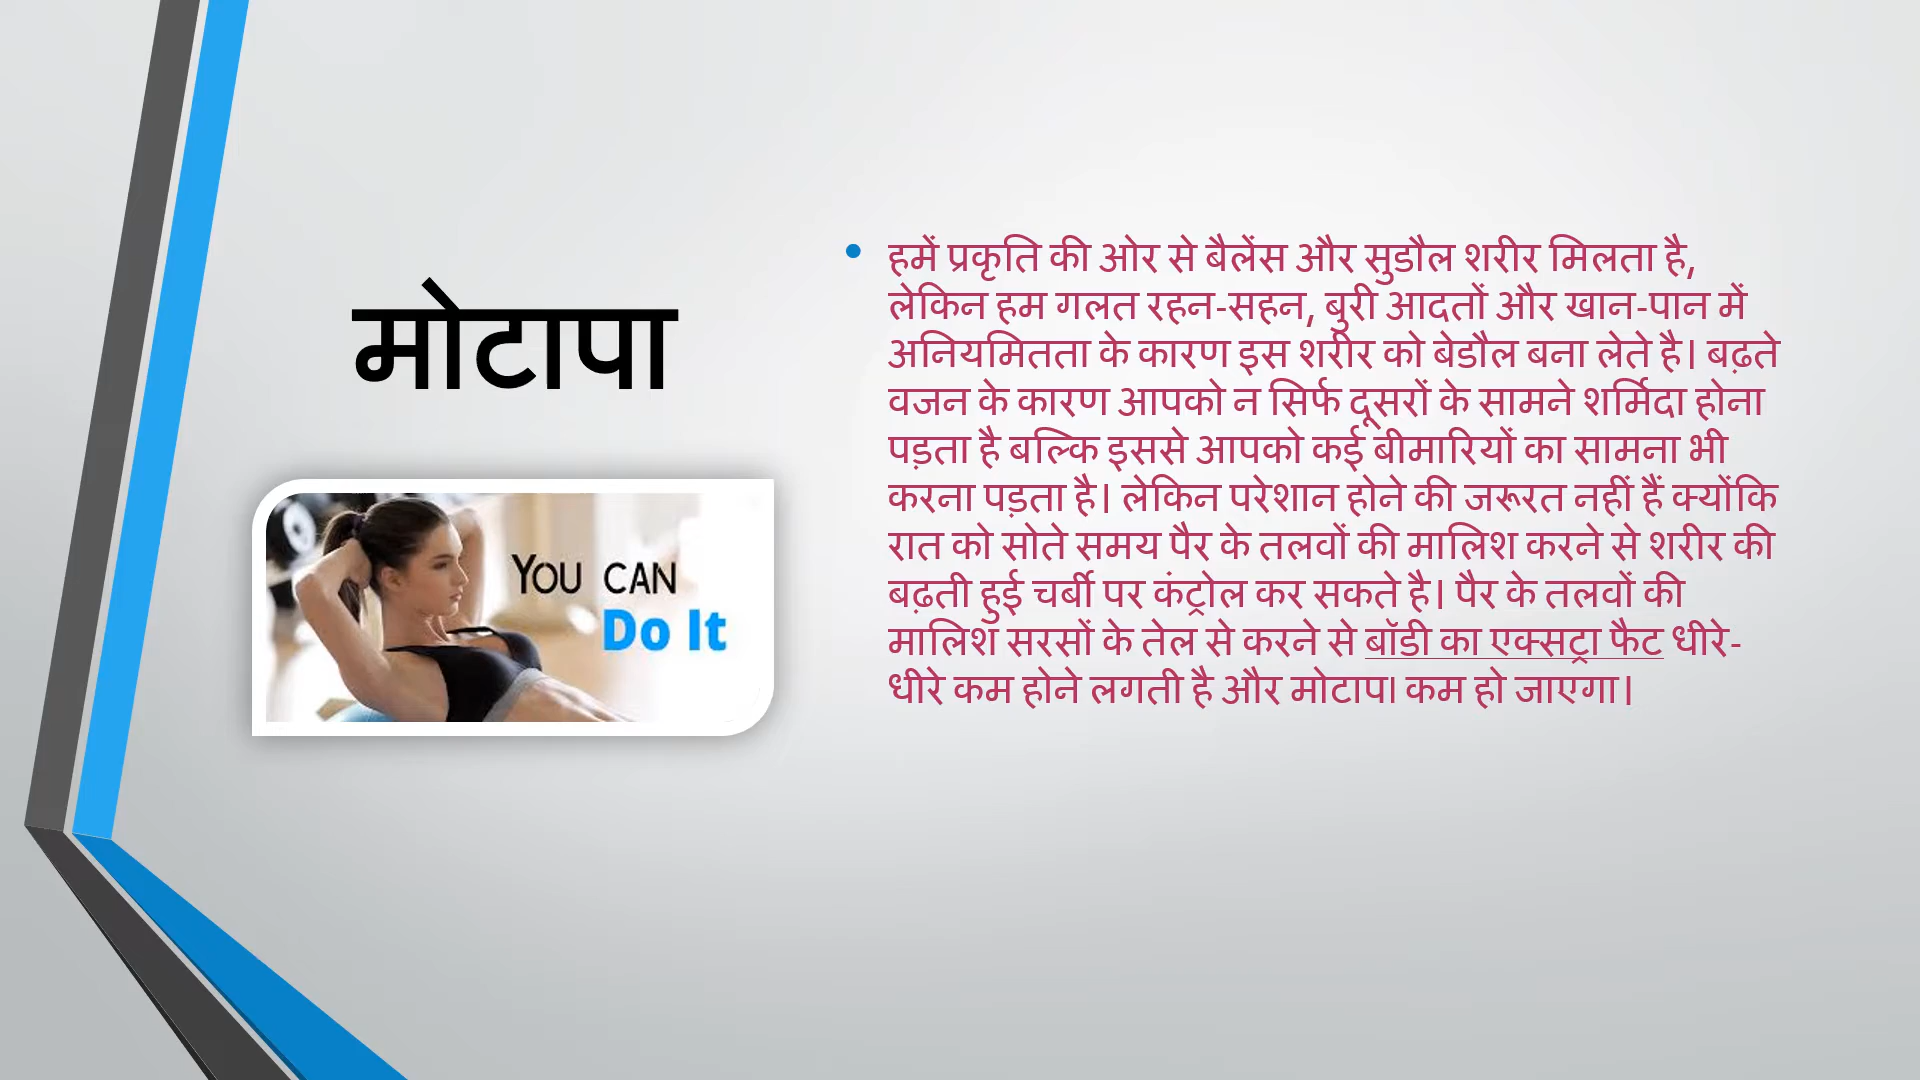 मोटापा
YOU CAN
Do It
हमें प्रकृति की ओर से बैलेंस और सुडौल शरीर मिलता है,
लेकिन हम गलत रहन-सहन, बुरी आदतों और खान-पान में
अनियमितता के कारण इस शरीर को बेडौल बना लेते है। बढ़ते
वजन के कारण आपको न सिर्फ दूसरों के सामने शर्मिदा होना
पड़ता है बल्कि इससे आपको कई बीमारियों का सामना भी
करना पड़ता है। लेकिन परेशान होने की जरूरत नहीं हैं क्योंकि
रात को सोते समय पैर के तलवों की मालिश करने से शरीर की
बढ़ती हुई चर्बी पर कंट्रोल कर सकते है। पैर के तलवों की
मालिश सरसों के तेल से करने से बॉडी का एक्सट्रा फैट धीरे-
धीरे कम होने लगती है और मोटापा कम हो जाएगा।